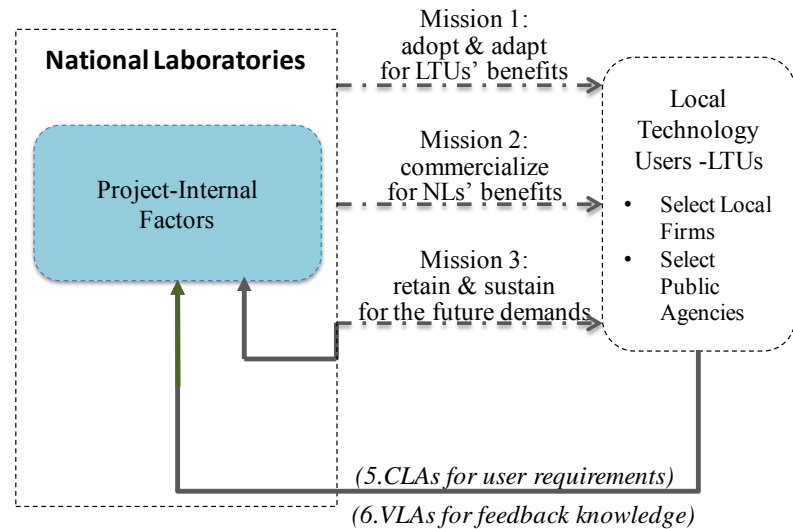 National Laboratories
Project-Internal
Factors
Mission 1:
adopt & adapt
for LTUs’ benefits
Mission 2:
commercialize
for NLs’ benefits
Mission 3:
retain & sustain
for the future demands
Local
Technology
Users -LTUs
• Select Local
Firms
• Select
Public
Agencies
(5.CLAs for user requirements)
(6.VLAs for feedback knowledge)